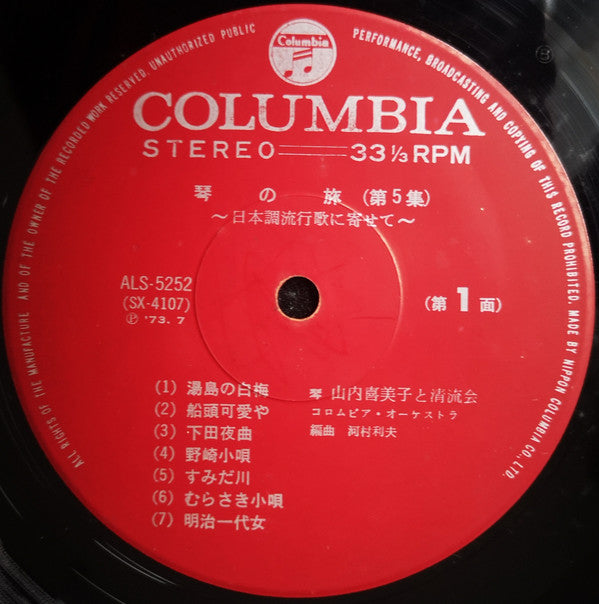 ALL RIGHTS OF THE MANUFACTURE AND OF THE OWNER OF THE RECORDED WORK RESERVED. UNAUTHORIZED PUBLIC PERFORMANCE, BROADCASTING AND COPYING OF THIS RECORD PROHIBITED. MADE BY NIPPON COLUMBIA CO., LTD.
Columbia
COLUMBIA
STEREO 33 1/3 RPM
琴の旅 (第5集)
〜日本調流行歌に寄せて〜
ALS-5252
(SX-4107)
Ⓟ '73. 7
(第1面)
(1) 湯島の白梅 琴 山内喜美子と清流会
(2) 船頭可愛や コロムビア・オーケストラ
(3) 下田夜曲 編曲 河村利夫
(4) 野崎小唄
(5) すみだ川
(6) むらさき小唄
(7) 明治一代女